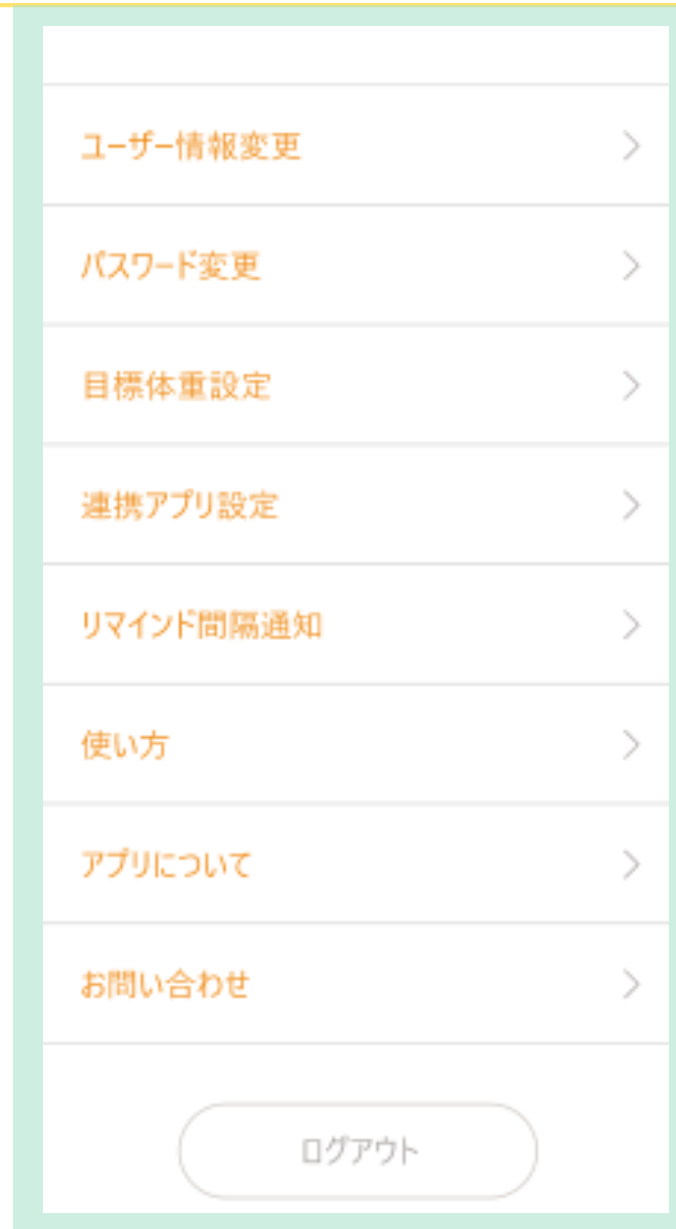 ユーザー情報変更
パスワード変更
目標体重設定
連携アプリ設定
リマインド間隔通知
使い方
アプリについて
お問い合わせ
ログアウト